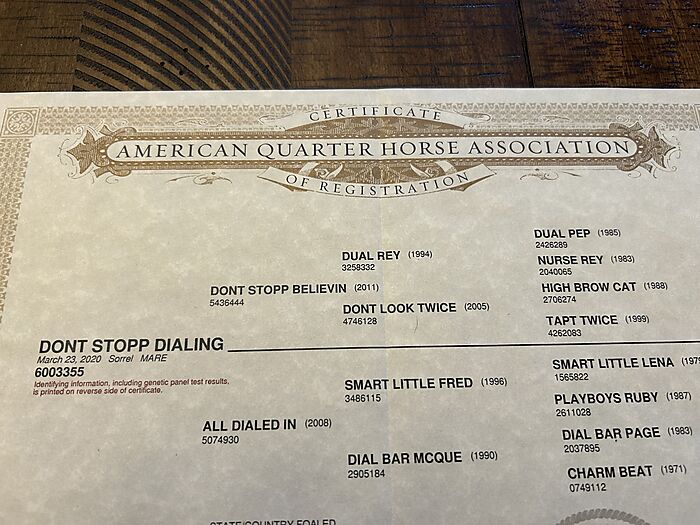 CERTIFICATE
AMERICAN QUARTER HORSE ASSOCIATION
OF REGISTRATION
DUAL PEP (1985)
2426289
DUAL REY (1994)
3258332
NURSE REY (1983)
2040065
DONT STOPP BELIEVIN (2011)
5436444
HIGH BROW CAT (1988)
2706274
DONT LOOK TWICE (2005)
4746128
TAPT TWICE (1999)
4262083
DONT STOPP DIALING
March 23, 2020 Sorrel MARE
6003355
Identifying information, including genetic panel test results,
is printed on reverse side of certificate.
SMART LITTLE LENA (197
1565822
SMART LITTLE FRED (1996)
3486115
PLAYBOYS RUBY (1987)
2611028
ALL DIALED IN (2008)
5074930
DIAL BAR PAGE (1983)
2037895
DIAL BAR MCQUE (1990)
2905184
CHARM BEAT (1971)
0749112
STATE/COUNTRY FOALED